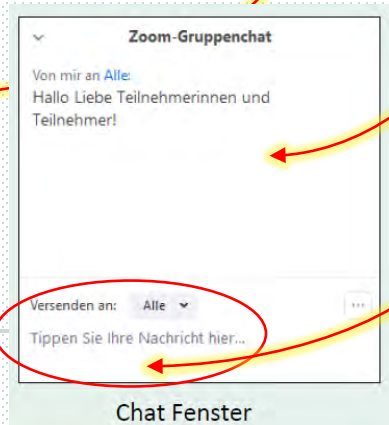 Zoom-Gruppenchat
Von mir an Alle:
Hallo Liebe Teilnehmerinnen und
Teilnehmer!
Versenden an: Alle
Tippen Sie Ihre Nachricht hier...
Chat Fenster